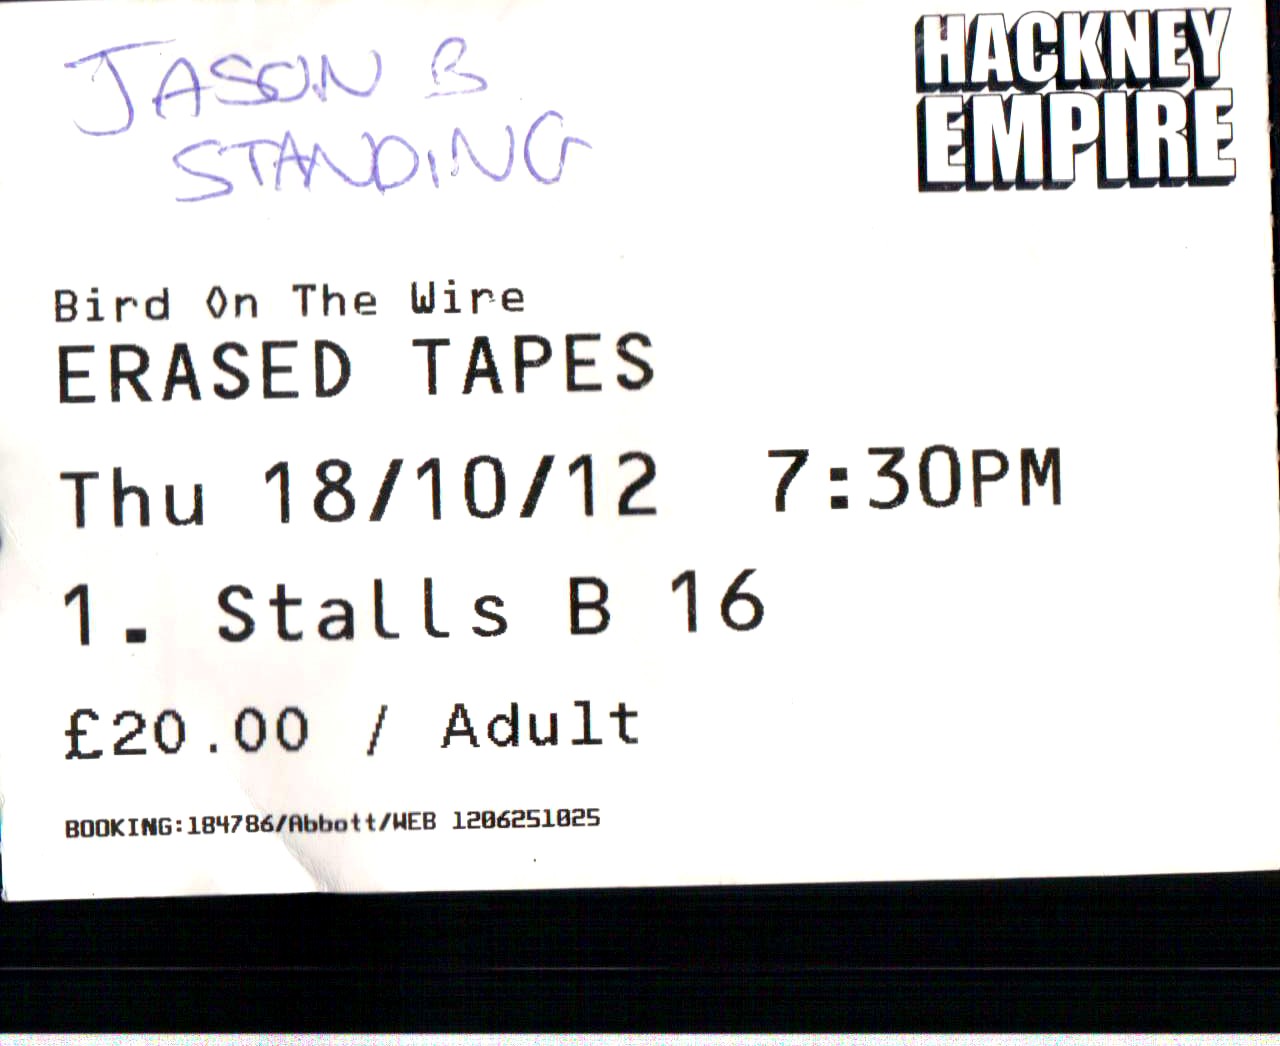 JASON B
STANDING
HACKNEY
EMPIRE
Bird On The Wire
ERASED TAPES
Thu 18/10/12 7:30PM
1. Stalls B 16
£20.00 / Adult
BOOKING:184786/Abbott/WEB 1206251025